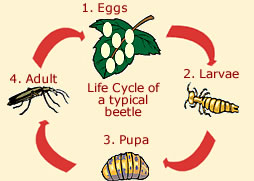 1. Eggs
2. Larvae
3. Pupa
4. Adult
Life Cycle of
a typical
beetle